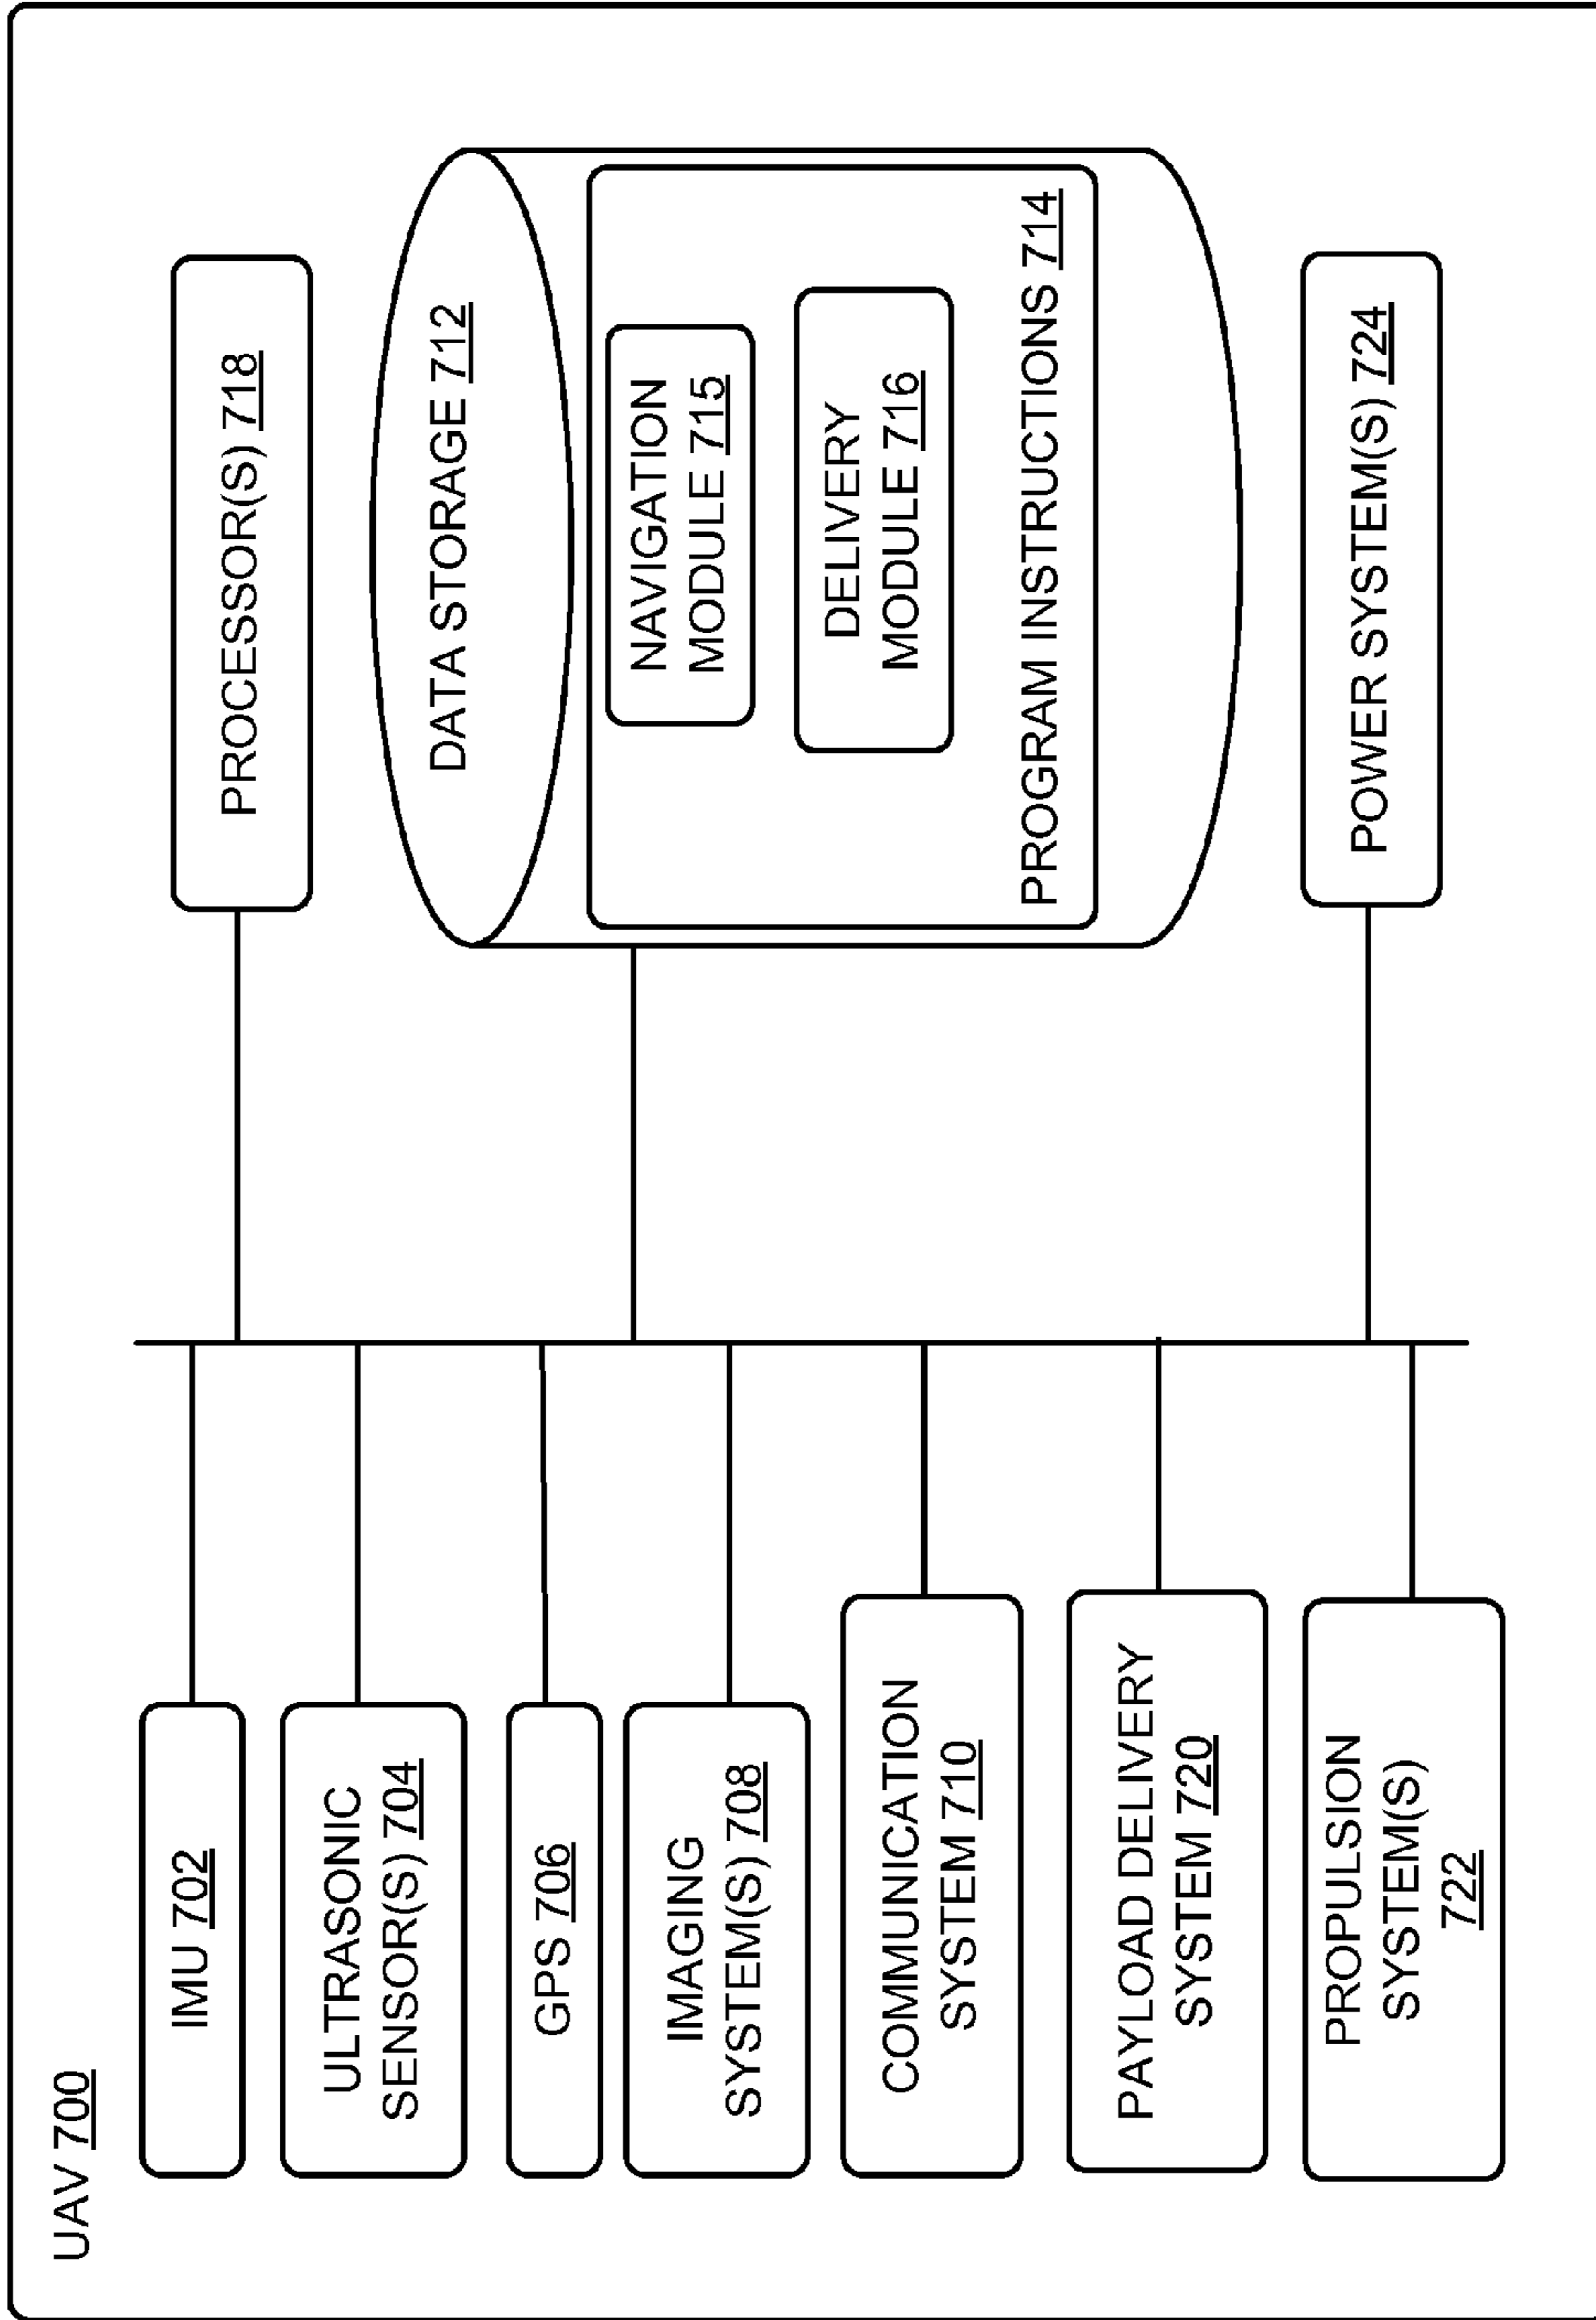 UAV 700
IMU 702
ULTRASONIC
SENSOR(S) 704
GPS 706
IMAGING
SYSTEM(S) 708
COMMUNICATION
SYSTEM 710
PAYLOAD DELIVERY
SYSTEM 720
PROPULSION
SYSTEM(S)
722
PROCESSOR(S) 718
DATA STORAGE 712
NAVIGATION
MODULE 715
DELIVERY
MODULE 716
PROGRAM INSTRUCTIONS 714
POWER SYSTEM(S) 724